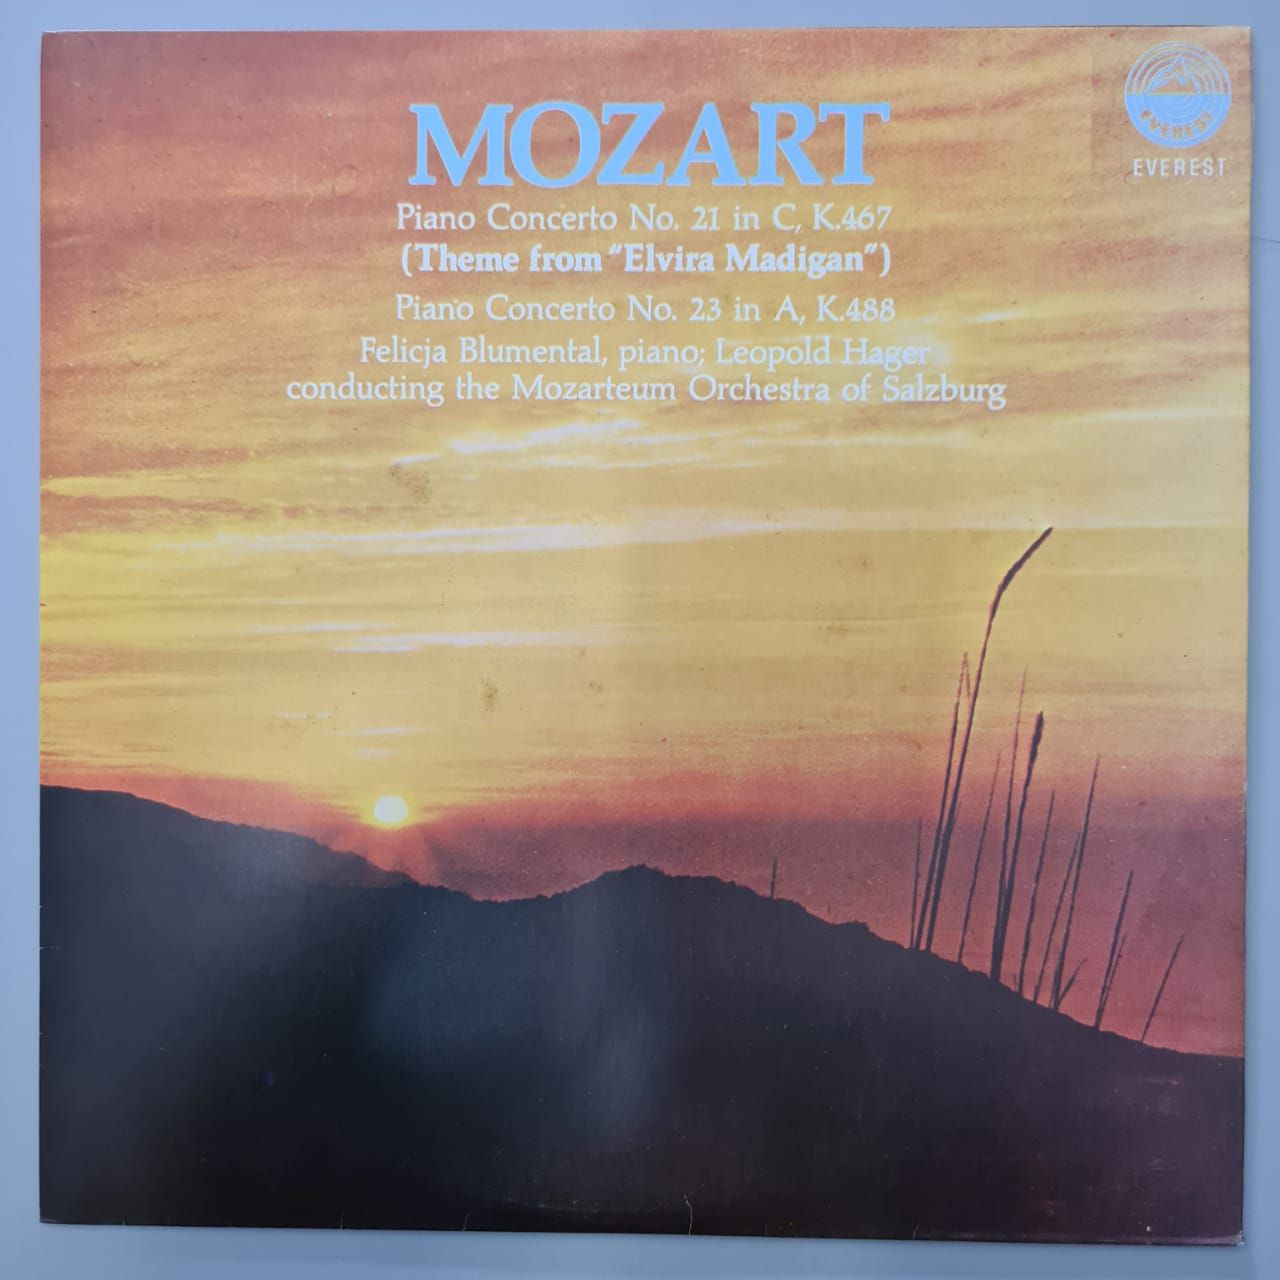 MOZART
Piano Concerto No. 21 in C, K.467
(Theme from "Elvira Madigan")
Piano Concerto No. 23 in A, K.488
Felicja Blumental, piano; Leopold Hager
conducting the Mozarteum Orchestra of Salzburg
EVEREST
EVEREST